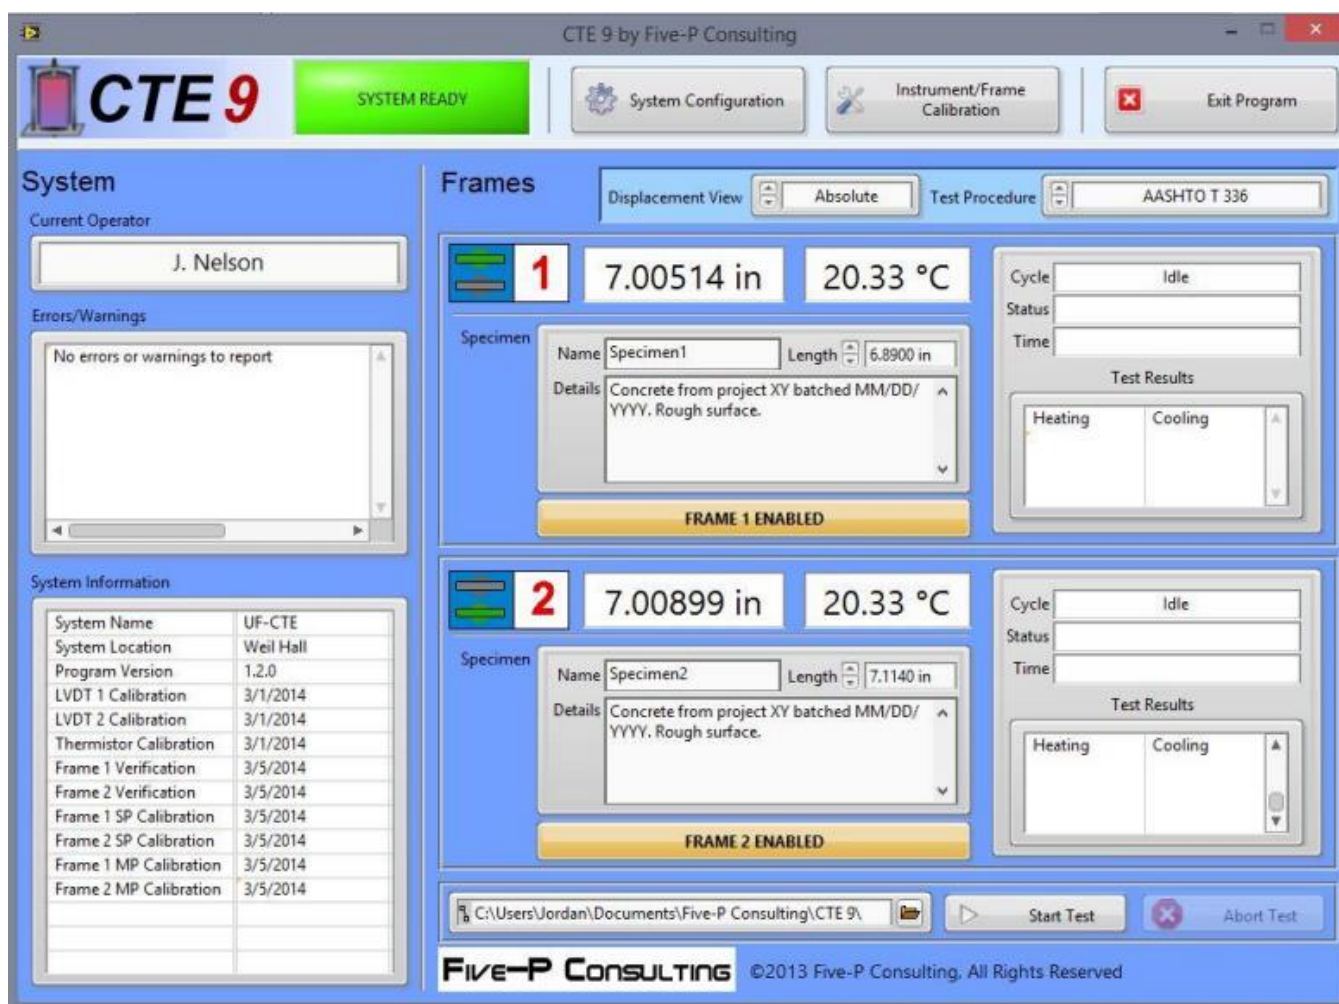 CTE 9 by Five-P Consulting
CTE 9
SYSTEM READY
System Configuration
Instrument/Frame
Calibration
Exit Program
System
Current Operator
J. Nelson
Errors/Warnings
No errors or warnings to report
System Information
System Name UF-CTE
System Location Weil Hall
Program Version 1.2.0
LVDT 1 Calibration 3/1/2014
LVDT 2 Calibration 3/1/2014
Thermistor Calibration 3/1/2014
Frame 1 Verification 3/5/2014
Frame 2 Verification 3/5/2014
Frame 1 SP Calibration 3/5/2014
Frame 2 SP Calibration 3/5/2014
Frame 1 MP Calibration 3/5/2014
Frame 2 MP Calibration 3/5/2014
Frames
Displacement View Absolute Test Procedure AASHTO T 336
1 7.00514 in 20.33 °C
Specimen
Name Specimen1 Length 6.8900 in
Details Concrete from project XY batched MM/DD/
YYYY. Rough surface.
FRAME 1 ENABLED
Cycle Idle
Status
Time
Test Results
Heating Cooling
2 7.00899 in 20.33 °C
Specimen
Name Specimen2 Length 7.1140 in
Details Concrete from project XY batched MM/DD/
YYYY. Rough surface.
FRAME 2 ENABLED
Cycle Idle
Status
Time
Test Results
Heating Cooling
C:\Users\Jordan\Documents\Five-P Consulting\CTE 9\
Start Test
Abort Test
Five-P Consulting ©2013 Five-P Consulting, All Rights Reserved